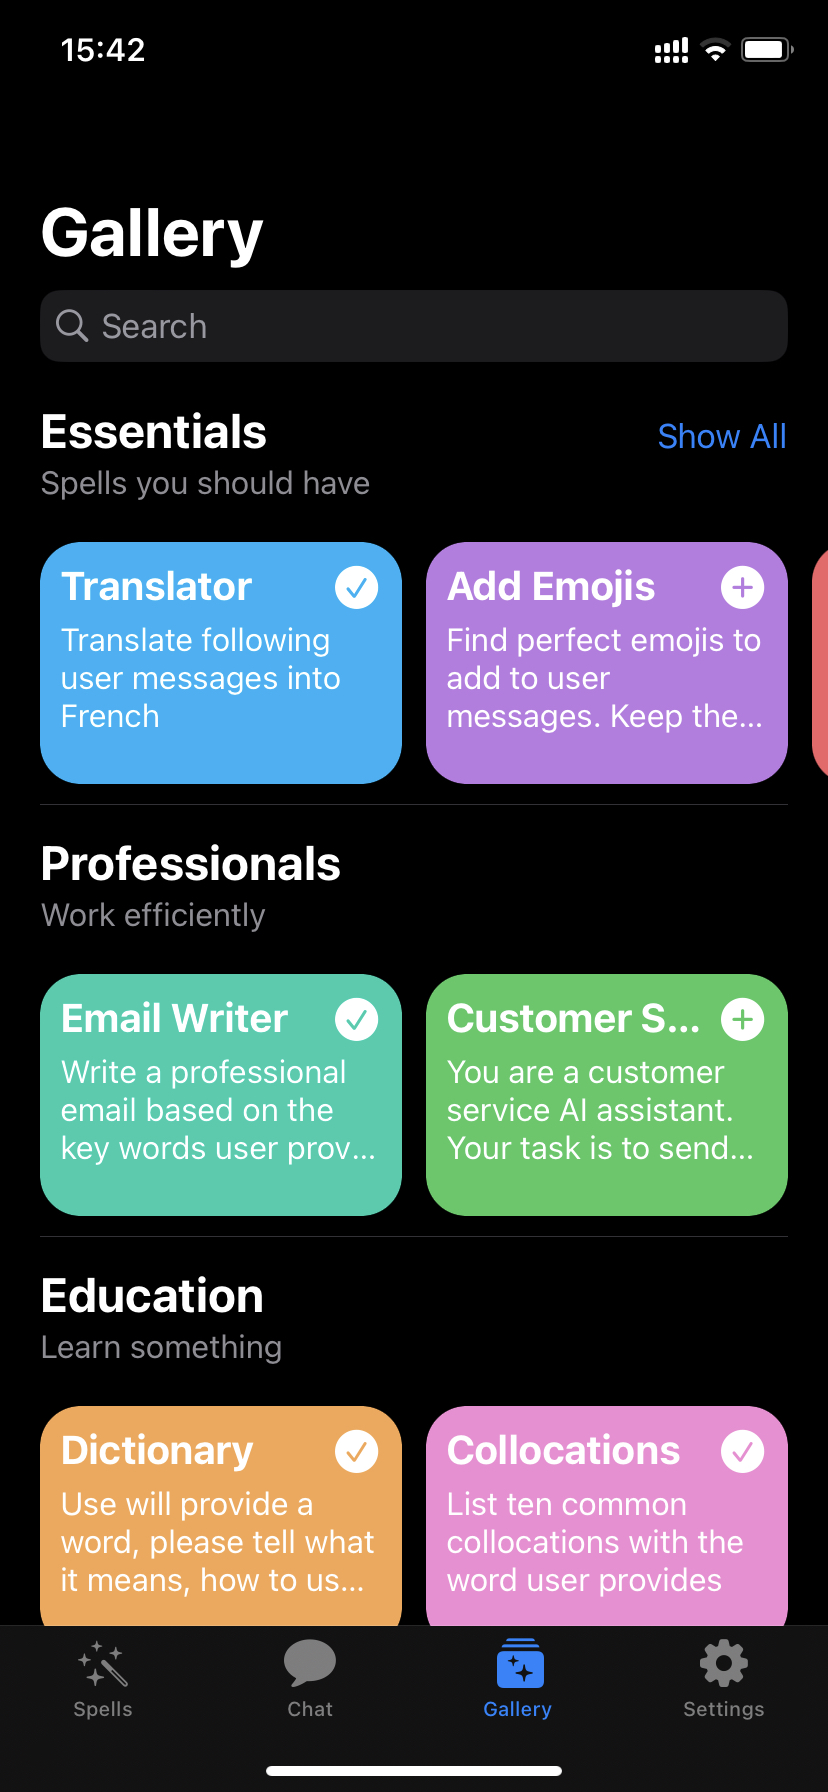 15:42
Gallery
Search
Essentials
Show All
Spells you should have
Translator
Translate following
user messages into
French
Add Emojis
Find perfect emojis to
add to user
messages. Keep the...
Professionals
Work efficiently
Email Writer
Write a professional
email based on the
key words user prov...
Customer S...
You are a customer
service AI assistant.
Your task is to send...
Education
Learn something
Dictionary
Use will provide a
word, please tell what
it means, how to us...
Collocations
List ten common
collocations with the
word user provides
Spells
Chat
Gallery
Settings